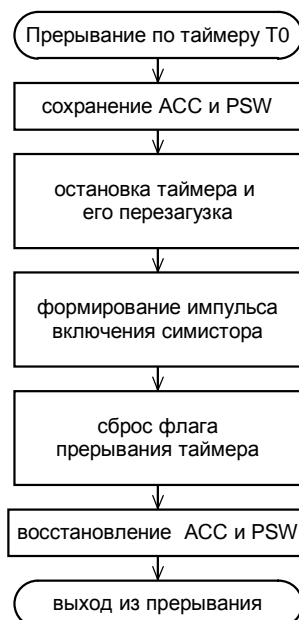 Прерывание по таймеру T0
сохранение ACC и PSW
остановка таймера и
его перезагузка
формирование импульса
включения симистора
сброс флага
прерывания таймера
восстановление ACC и PSW
выход из прерывания